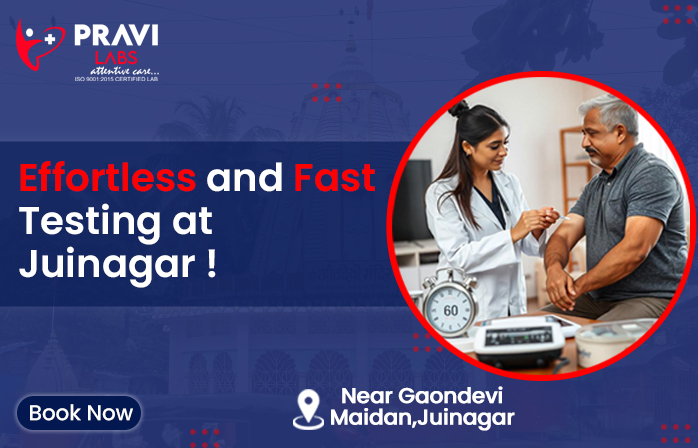 PRAVI
LABS
attentive care...
ISO 9001:2015 CERTIFIED LAB
Effortless and Fast
Testing at
Juinagar !
60
Book Now
Near Gaondevi
Maidan,Juinagar